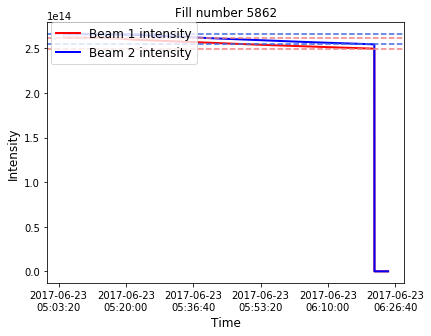 Fill number 5862
1e14
Beam 1 intensity
Beam 2 intensity
2.5
2.0
1.5
1.0
0.5
0.0
Intensity
2017-06-23 2017-06-23 2017-06-23 2017-06-23 2017-06-23 2017-06-23
05:03:20 05:20:00 05:36:40 05:53:20 06:10:00 06:26:40
Time